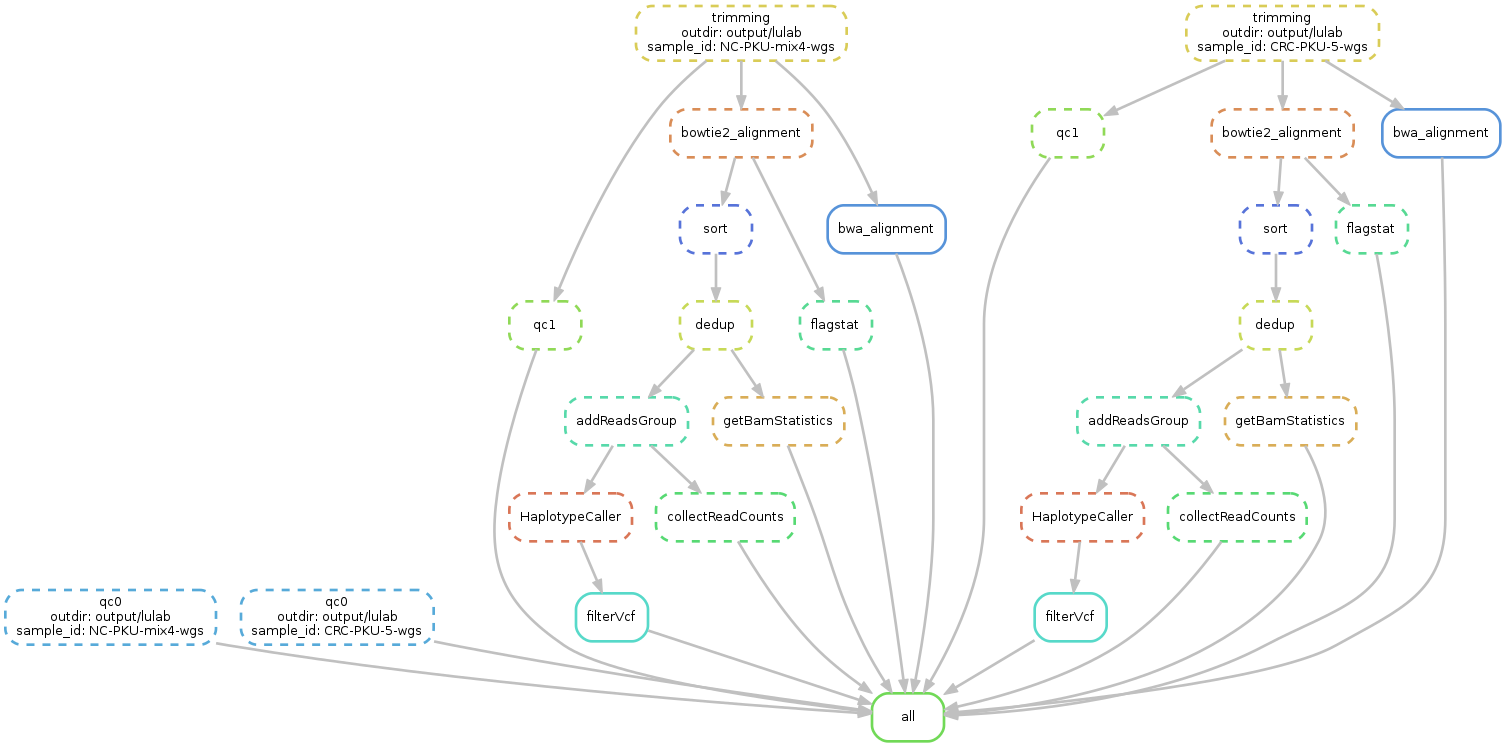 trimming
outdir: output/lulab
sample_id: NC-PKU-mix4-wgs
trimming
outdir: output/lulab
sample_id: CRC-PKU-5-wgs
bowtie2_alignment
qc1
bowtie2_alignment
bwa_alignment
sort
bwa_alignment
sort
flagstat
qc1
dedup
flagstat
dedup
addReadsGroup
getBamStatistics
addReadsGroup
getBamStatistics
HaplotypeCaller
collectReadCounts
HaplotypeCaller
collectReadCounts
qc0
outdir: output/lulab
sample_id: NC-PKU-mix4-wgs
qc0
outdir: output/lulab
sample_id: CRC-PKU-5-wgs
filterVcf
filterVcf
all